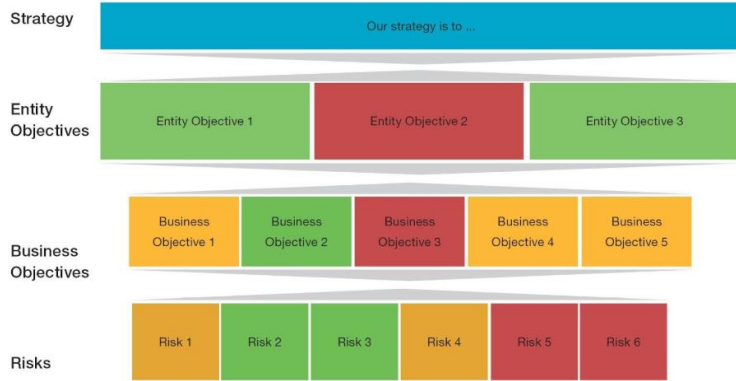 Strategy
Our strategy is to ...
Entity
Objectives
Entity Objective 1
Entity Objective 2
Entity Objective 3
Business
Objectives
Business
Objective 1
Business
Objective 2
Business
Objective 3
Business
Objective 4
Business
Objective 5
Risks
Risk 1
Risk 2
Risk 3
Risk 4
Risk 5
Risk 6